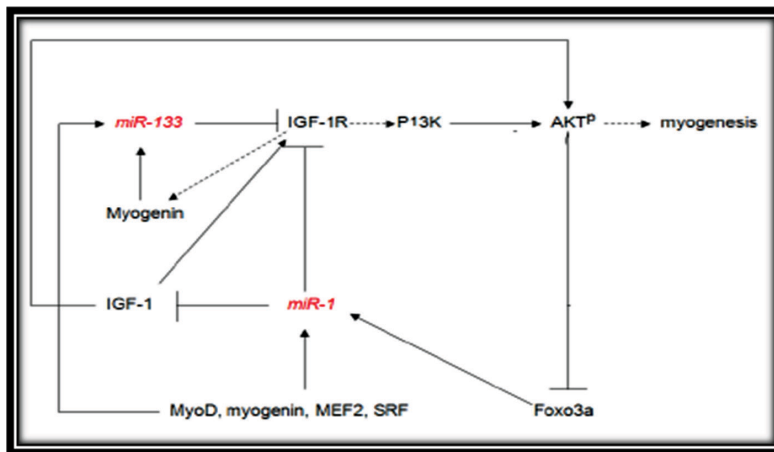 miR-133 IGF-1R P13K AKTᴾ myogenesis
Myogenin
IGF-1 miR-1
MyoD, myogenin, MEF2, SRF Foxo3a